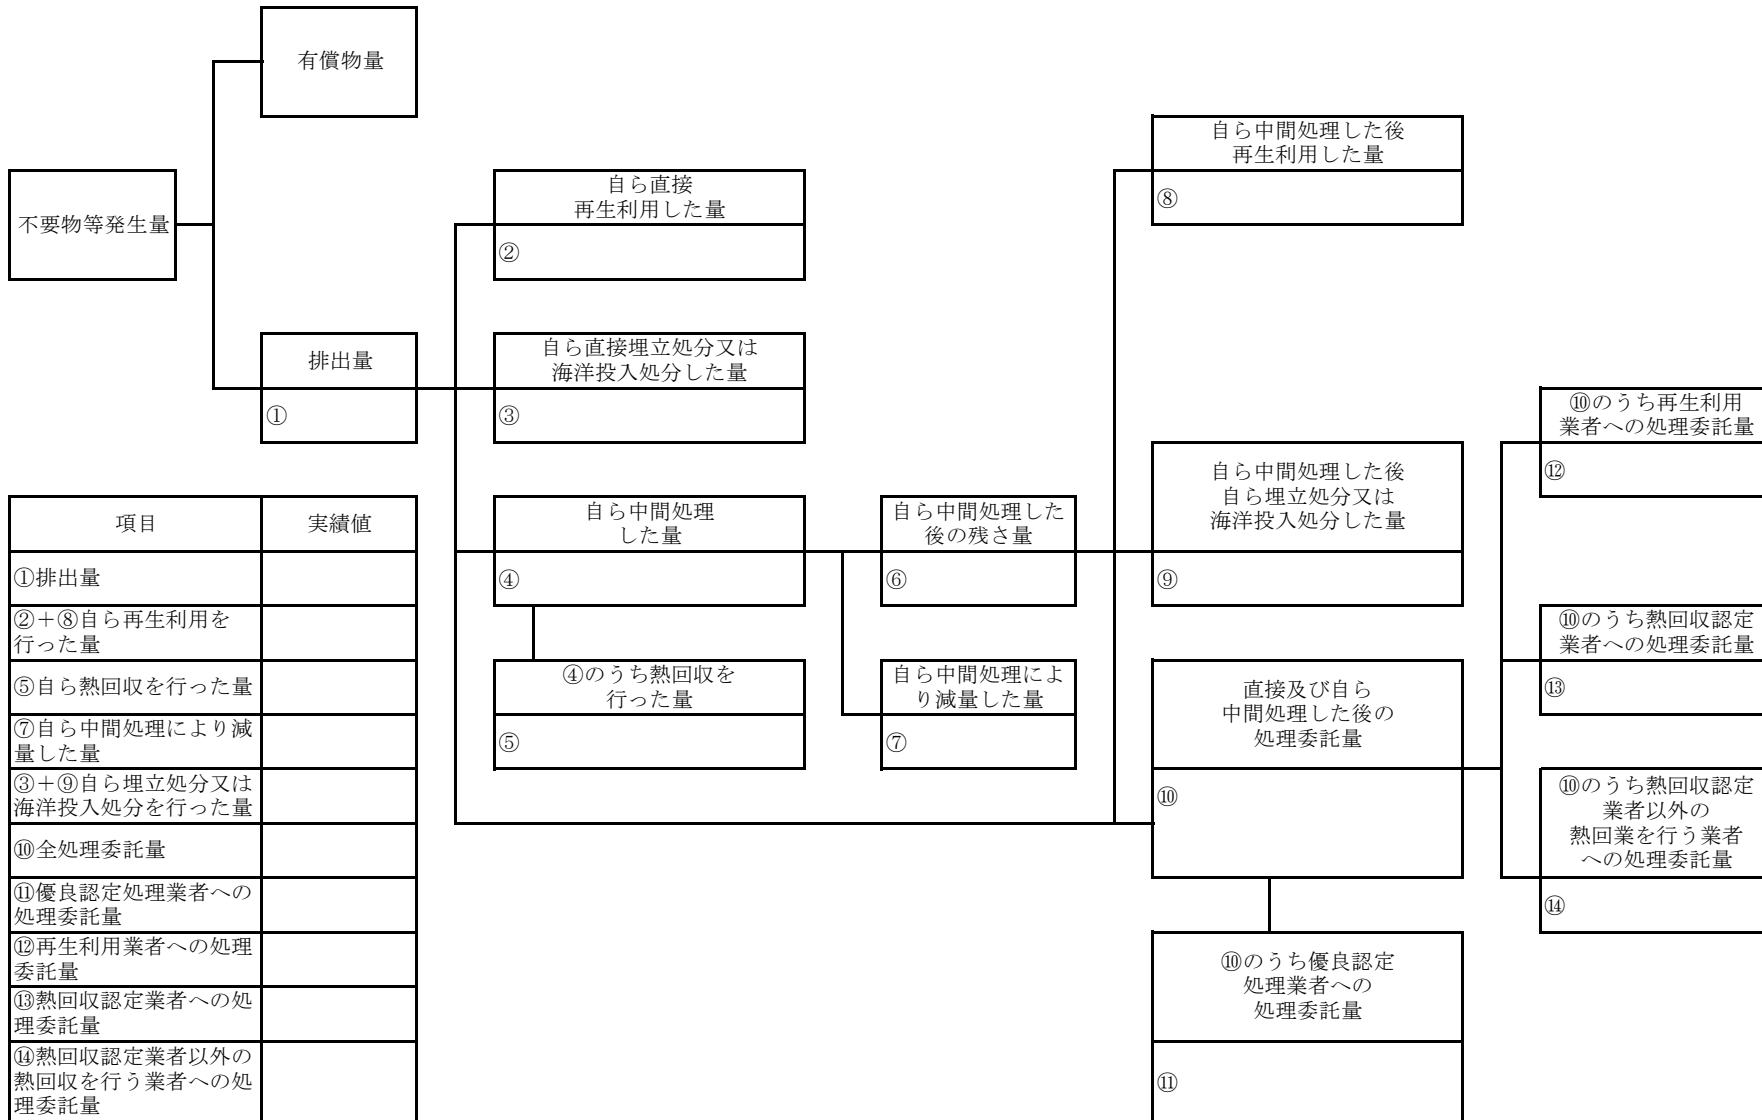 有償物量
不要物等発生量
排出量
①
自ら直接
再生利用した量
②
自ら直接埋立処分又は
海洋投入処分した量
③
自ら中間処理
した量
④
④のうち熱回収を
行った量
⑤
自ら中間処理した
後の残さ量
⑥
自ら中間処理によ
り減量した量
⑦
自ら中間処理した後
再生利用した量
⑧
自ら中間処理した後
自ら埋立処分又は
海洋投入処分した量
⑨
直接及び自ら
中間処理した後の
処理委託量
⑩
⑩のうち優良認定
処理業者への
処理委託量
⑪
⑩のうち再生利用
業者への処理委託量
⑫
⑩のうち熱回収認定
業者への処理委託量
⑬
⑩のうち熱回収認定
業者以外の
熱回業を行う業者
への処理委託量
⑭
項目 実績値
①排出量
②＋⑧自ら再生利用を
行った量
⑤自ら熱回収を行った量
⑦自ら中間処理により減
量した量
③＋⑨自ら埋立処分又は
海洋投入処分を行った量
⑩全処理委託量
⑪優良認定処理業者への
処理委託量
⑫再生利用業者への処理
委託量
⑬熱回収認定業者への処
理委託量
⑭熱回収認定業者以外の
熱回収を行う業者への処
理委託量